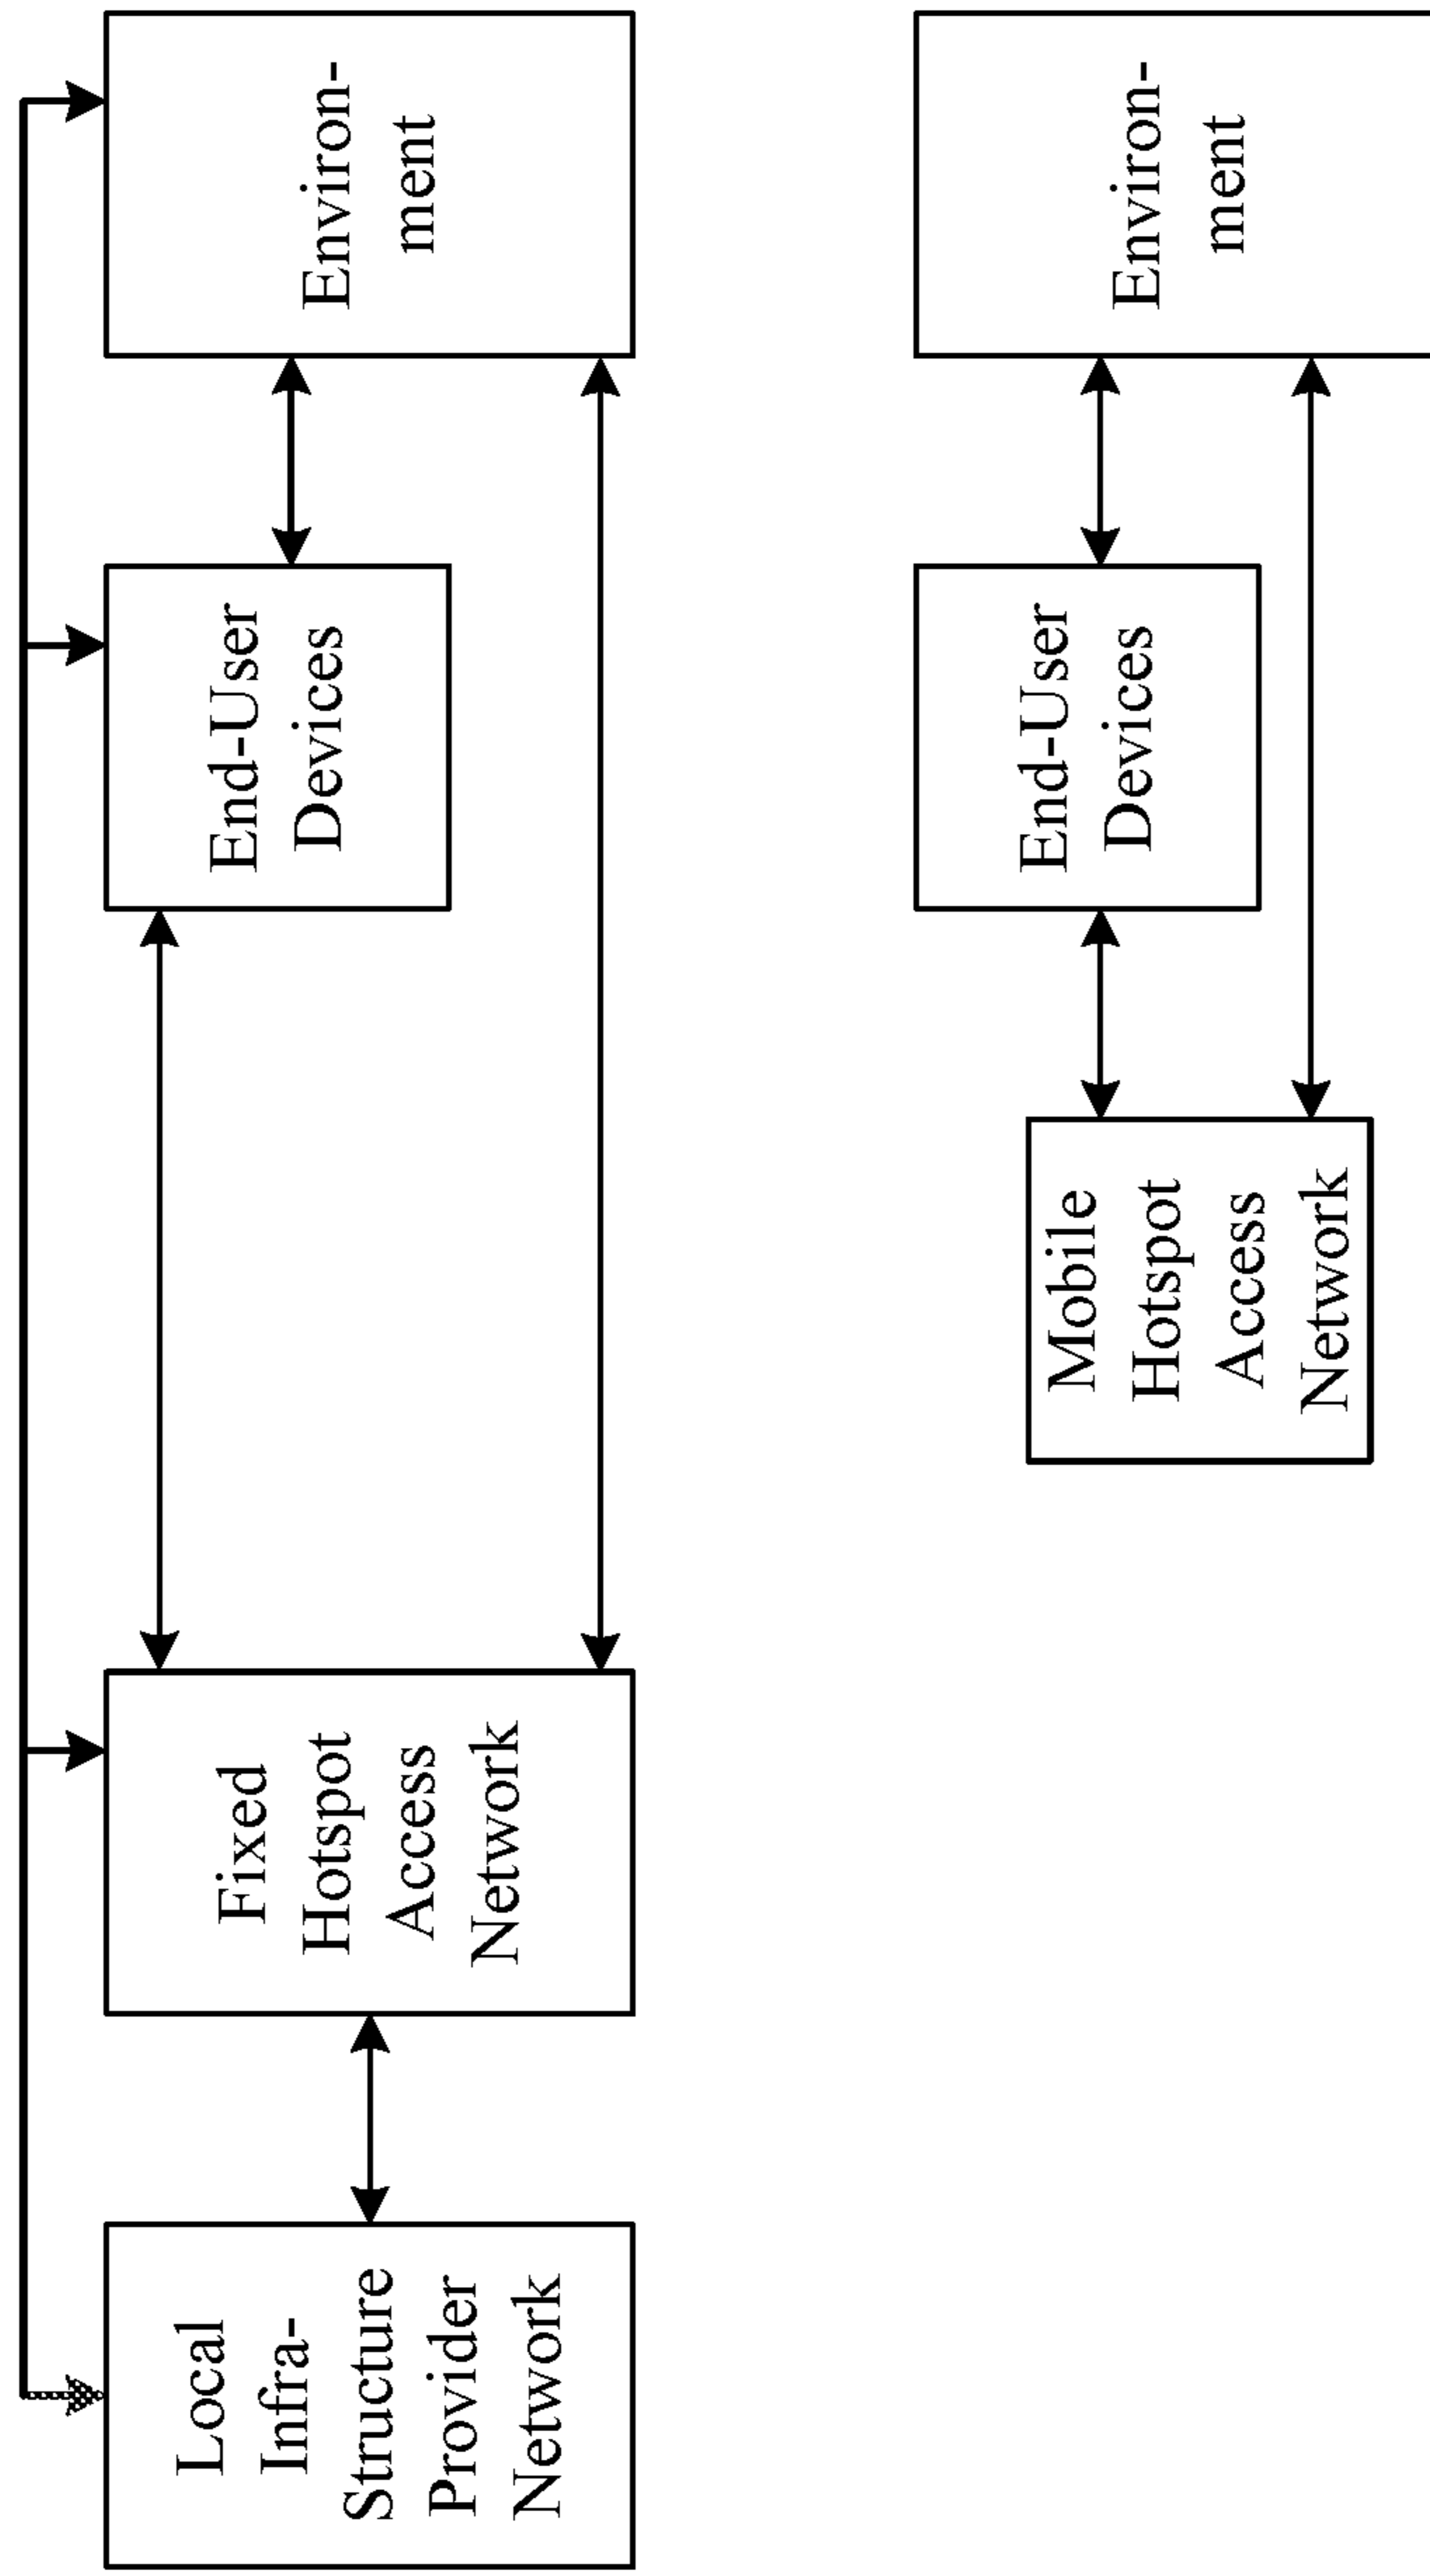 Local
Infra-
Structure
Provider
Network
Fixed
Hotspot
Access
Network
End-User
Devices
Environ-
ment
Mobile
Hotspot
Access
Network
End-User
Devices
Environ-
ment